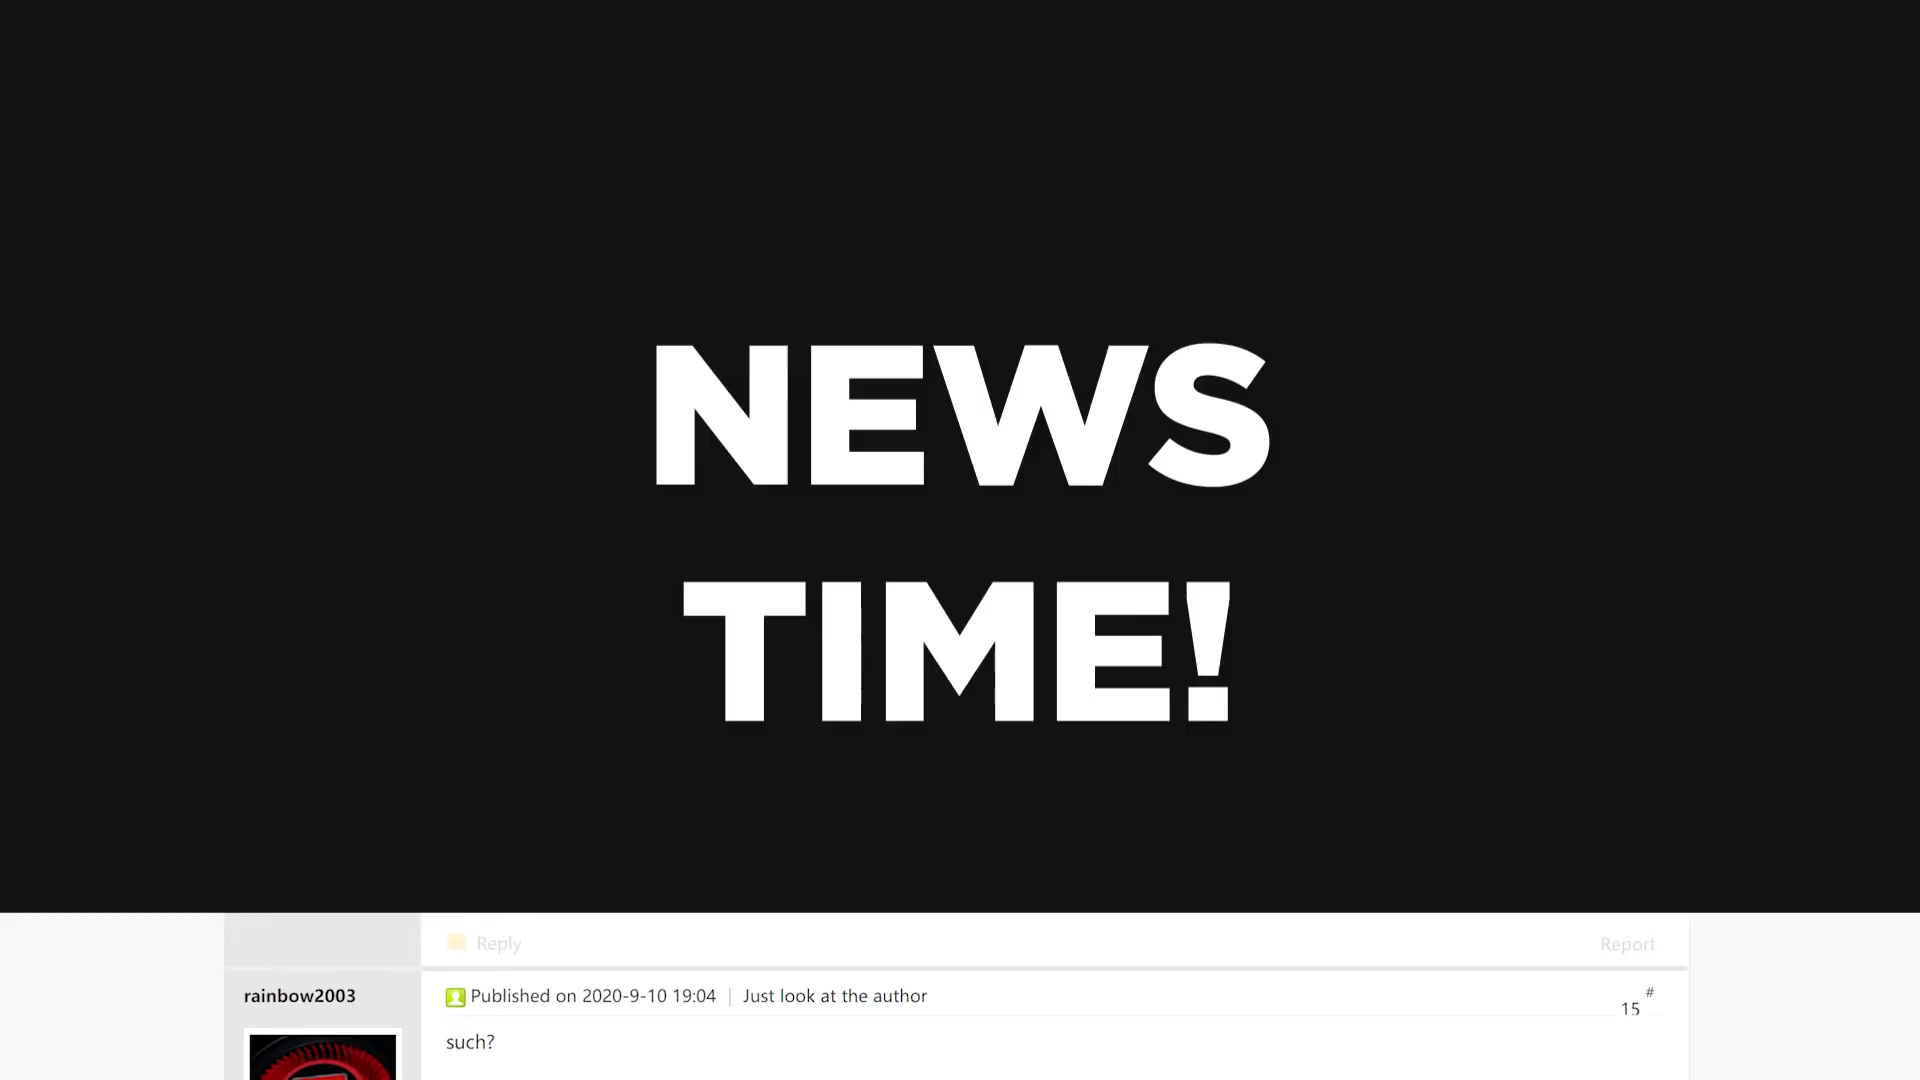 NEWS
TIME!
Reply Report
rainbow2003 Published on 2020-9-10 19:04 | Just look at the author 15 #
such?